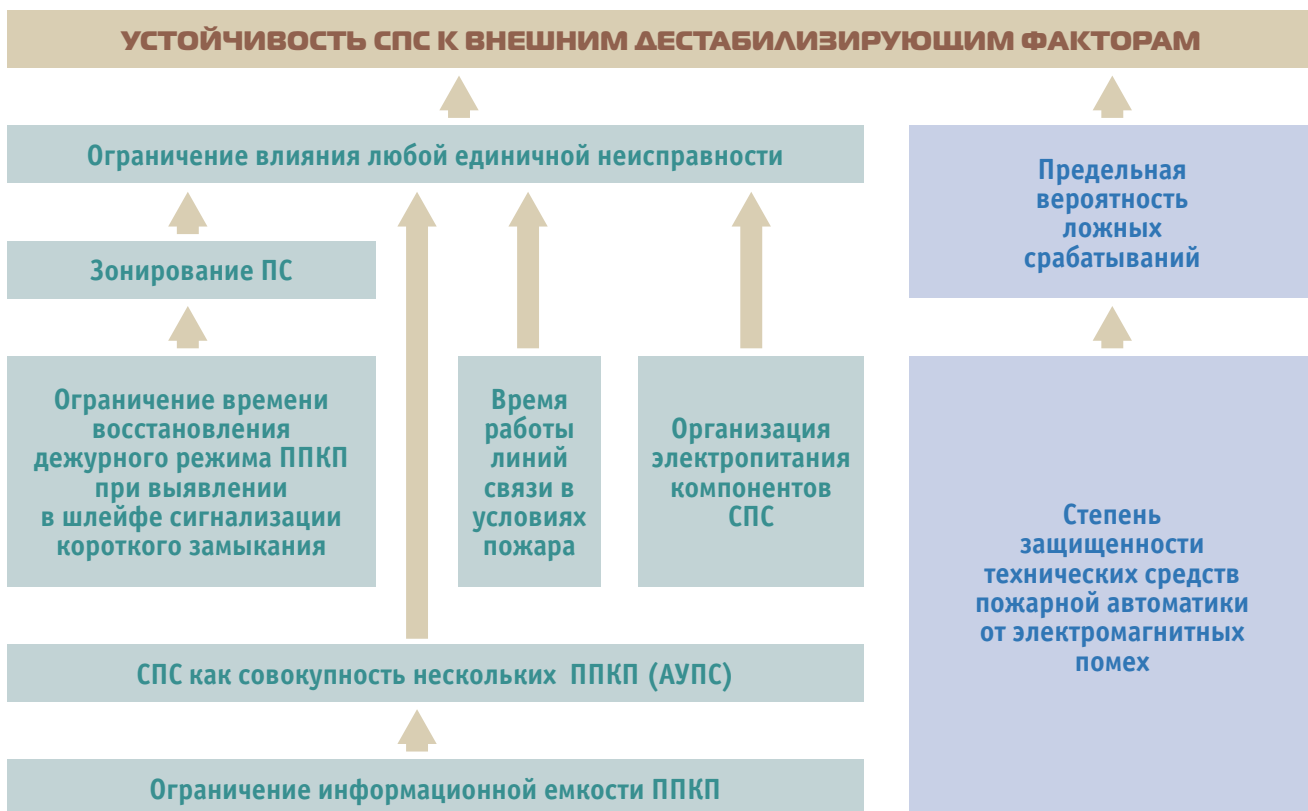 УСТОЙЧИВОСТЬ СПС К ВНЕШНИМ ДЕСТАБИЛИЗИРУЮЩИМ ФАКТОРАМ
Ограничение влияния любой единичной неисправности
Зонирование ПС
Ограничение времени
восстановления
дежурного режима ППКП
при выявлении
в шлейфе сигнализации
короткого замыкания
Время
работы
линий
связи в
условиях
пожара
Организация
электропитания
компонентов
СПС
СПС как совокупность нескольких ППКП (АУПС)
Ограничение информационной емкости ППКП
Предельная
вероятность
ложных
срабатываний
Степень
защищенности
технических средств
пожарной автоматики
от электромагнитных
помех